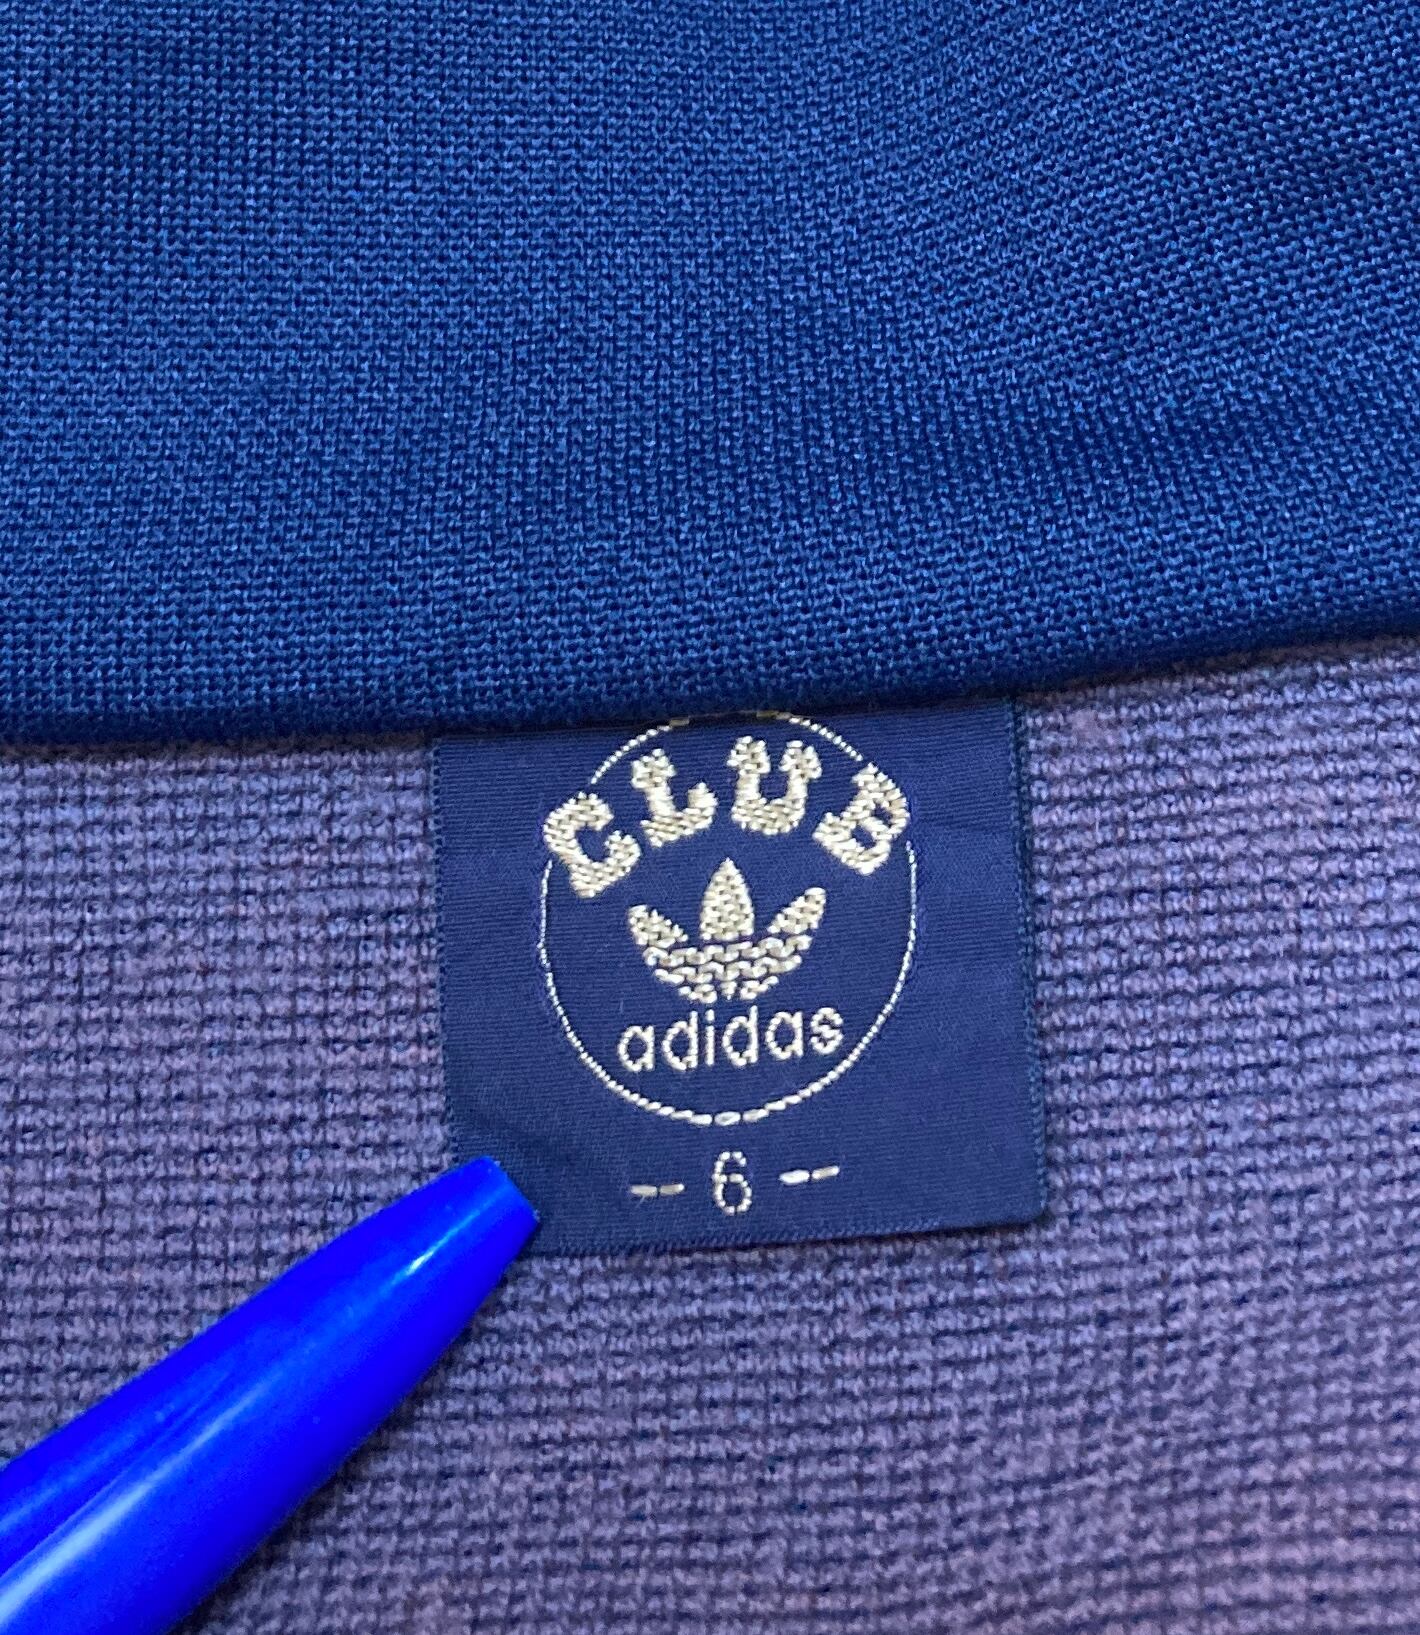 CLUB
adidas
-- 6 --